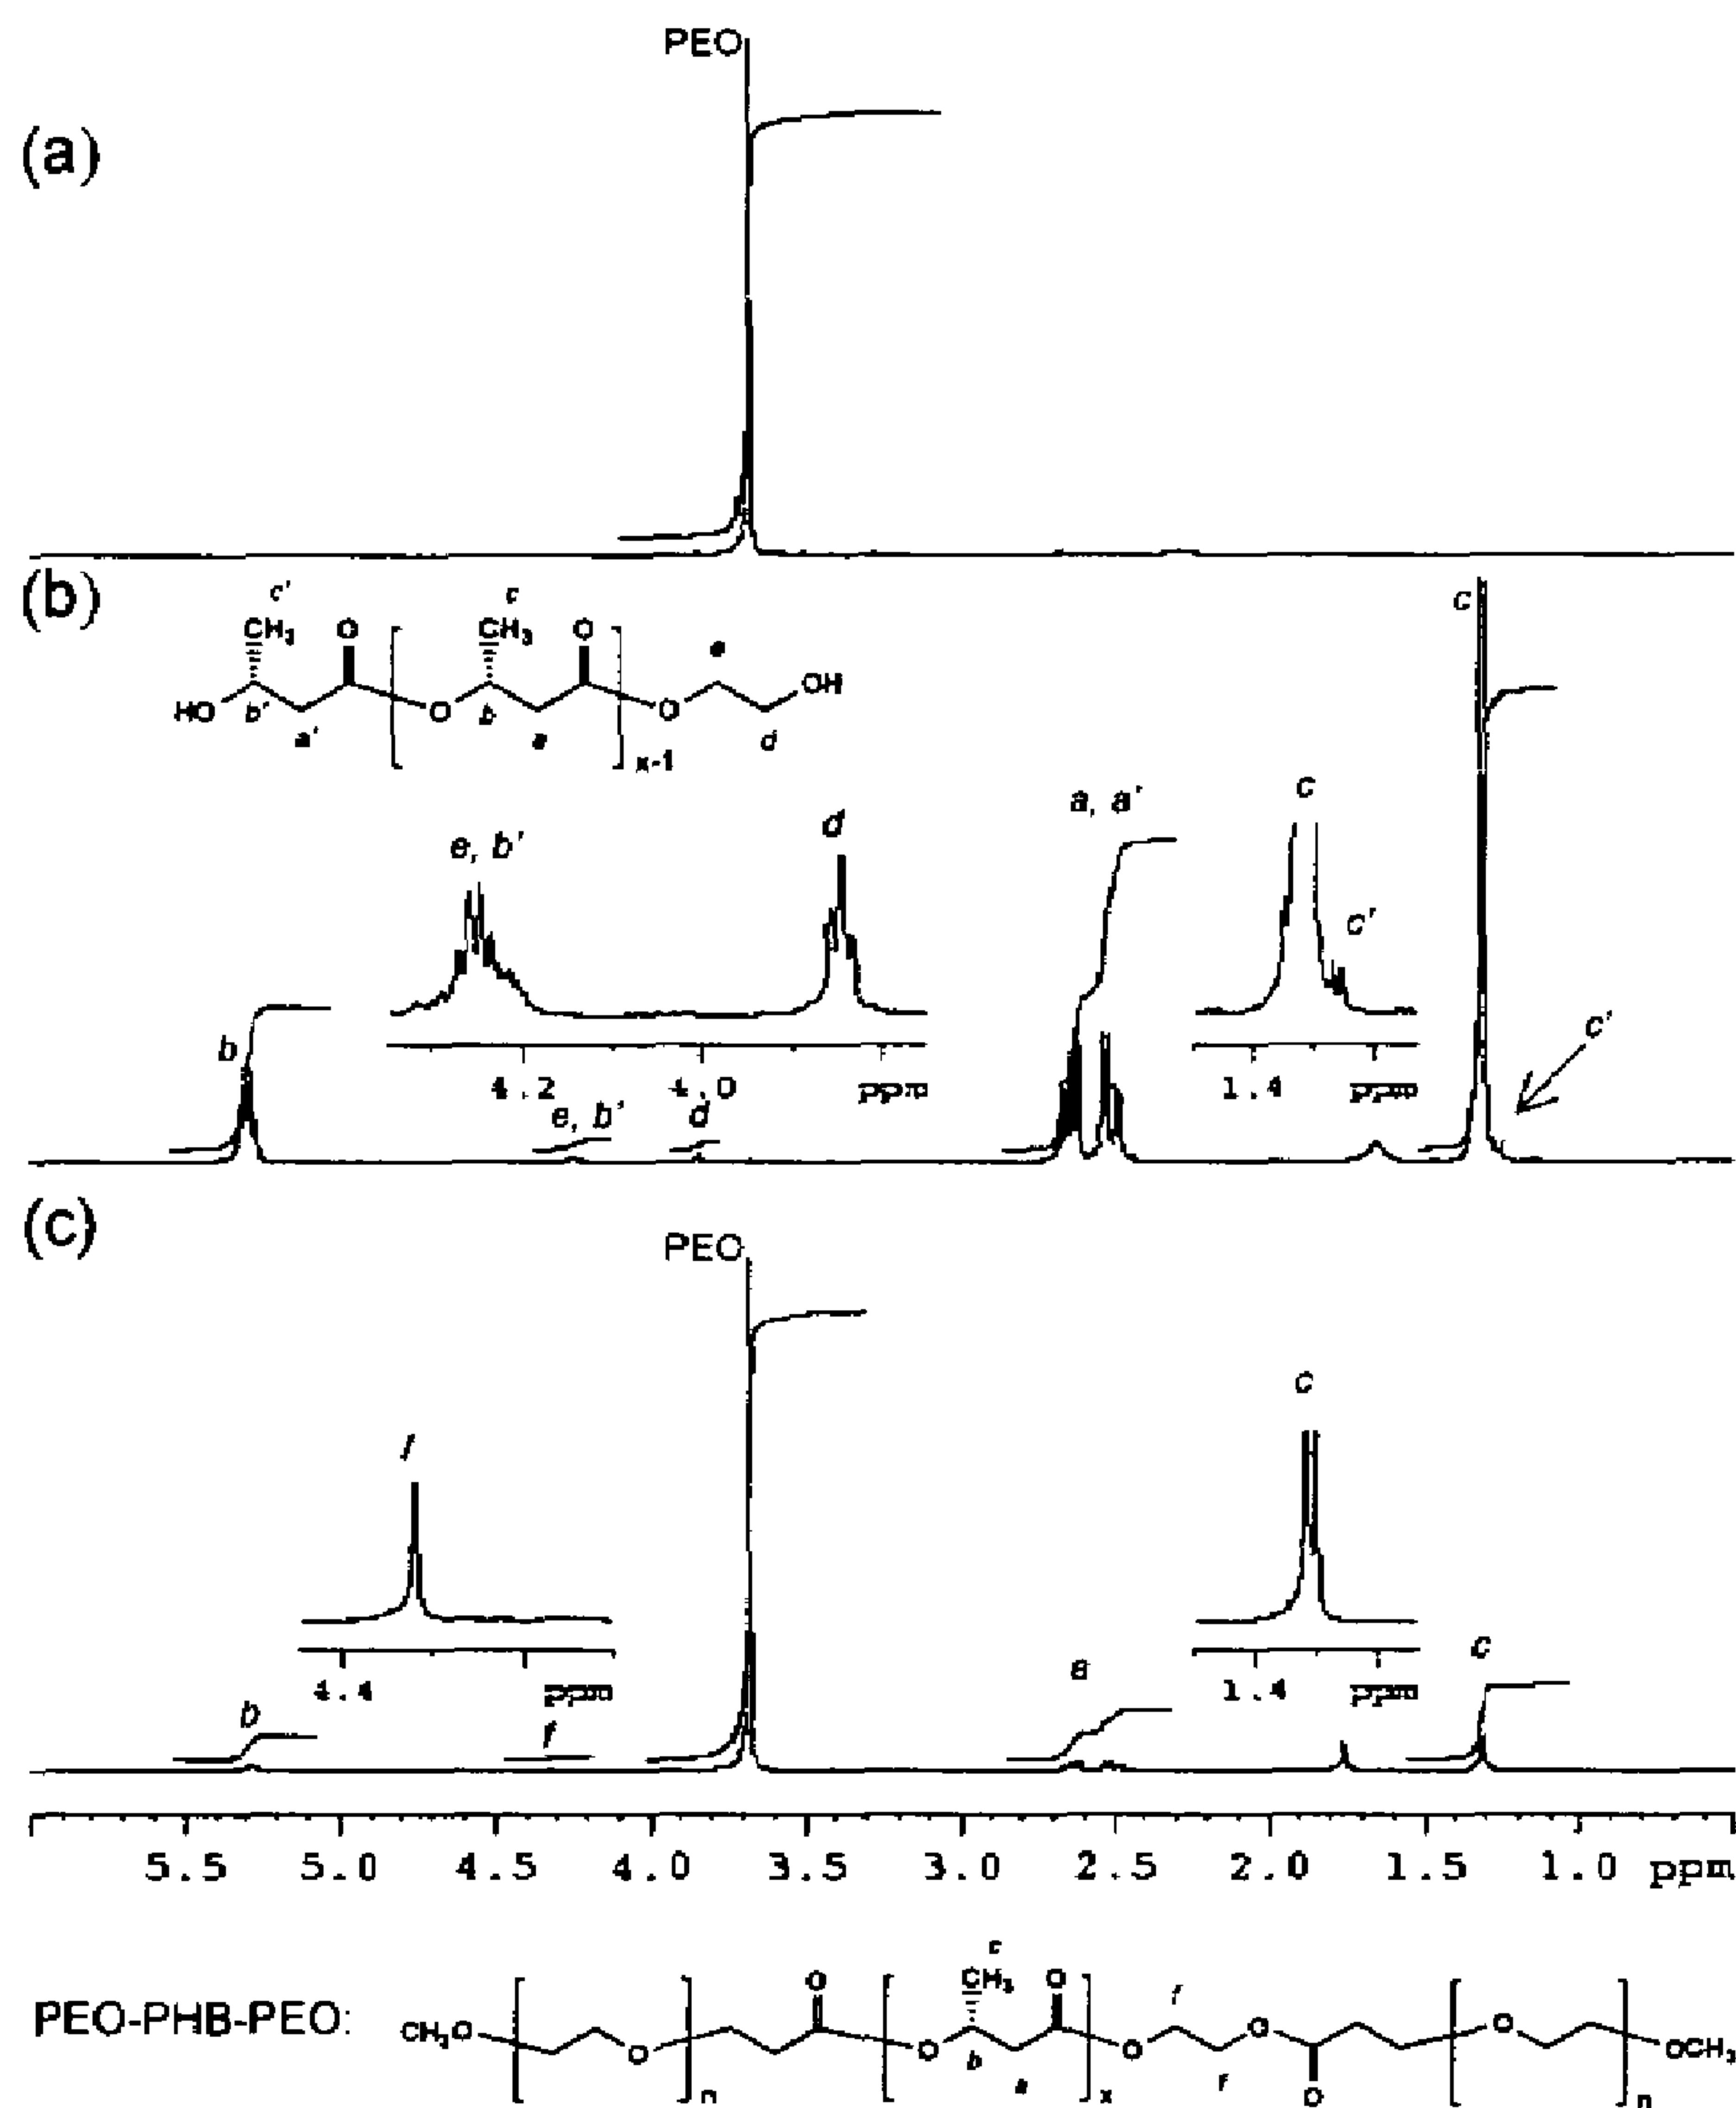 PEO
(a)
(b)
c' c
CH3 O CH3 O e
HO b' O b O OH
a' a d
x-1
c
e, b' d a, a' c
c'
b
c'
4.2 4.0 ppm 1.4 ppm
e, b' d
(c)
PEO
f c
4.4 ppm 1.4 ppm
b f a c
5.5 5.0 4.5 4.0 3.5 3.0 2.5 2.0 1.5 1.0 ppm
c
O CH3 O f
PEO-PHB-PEO: CH3O O O b O O O OCH3
n a x f O n